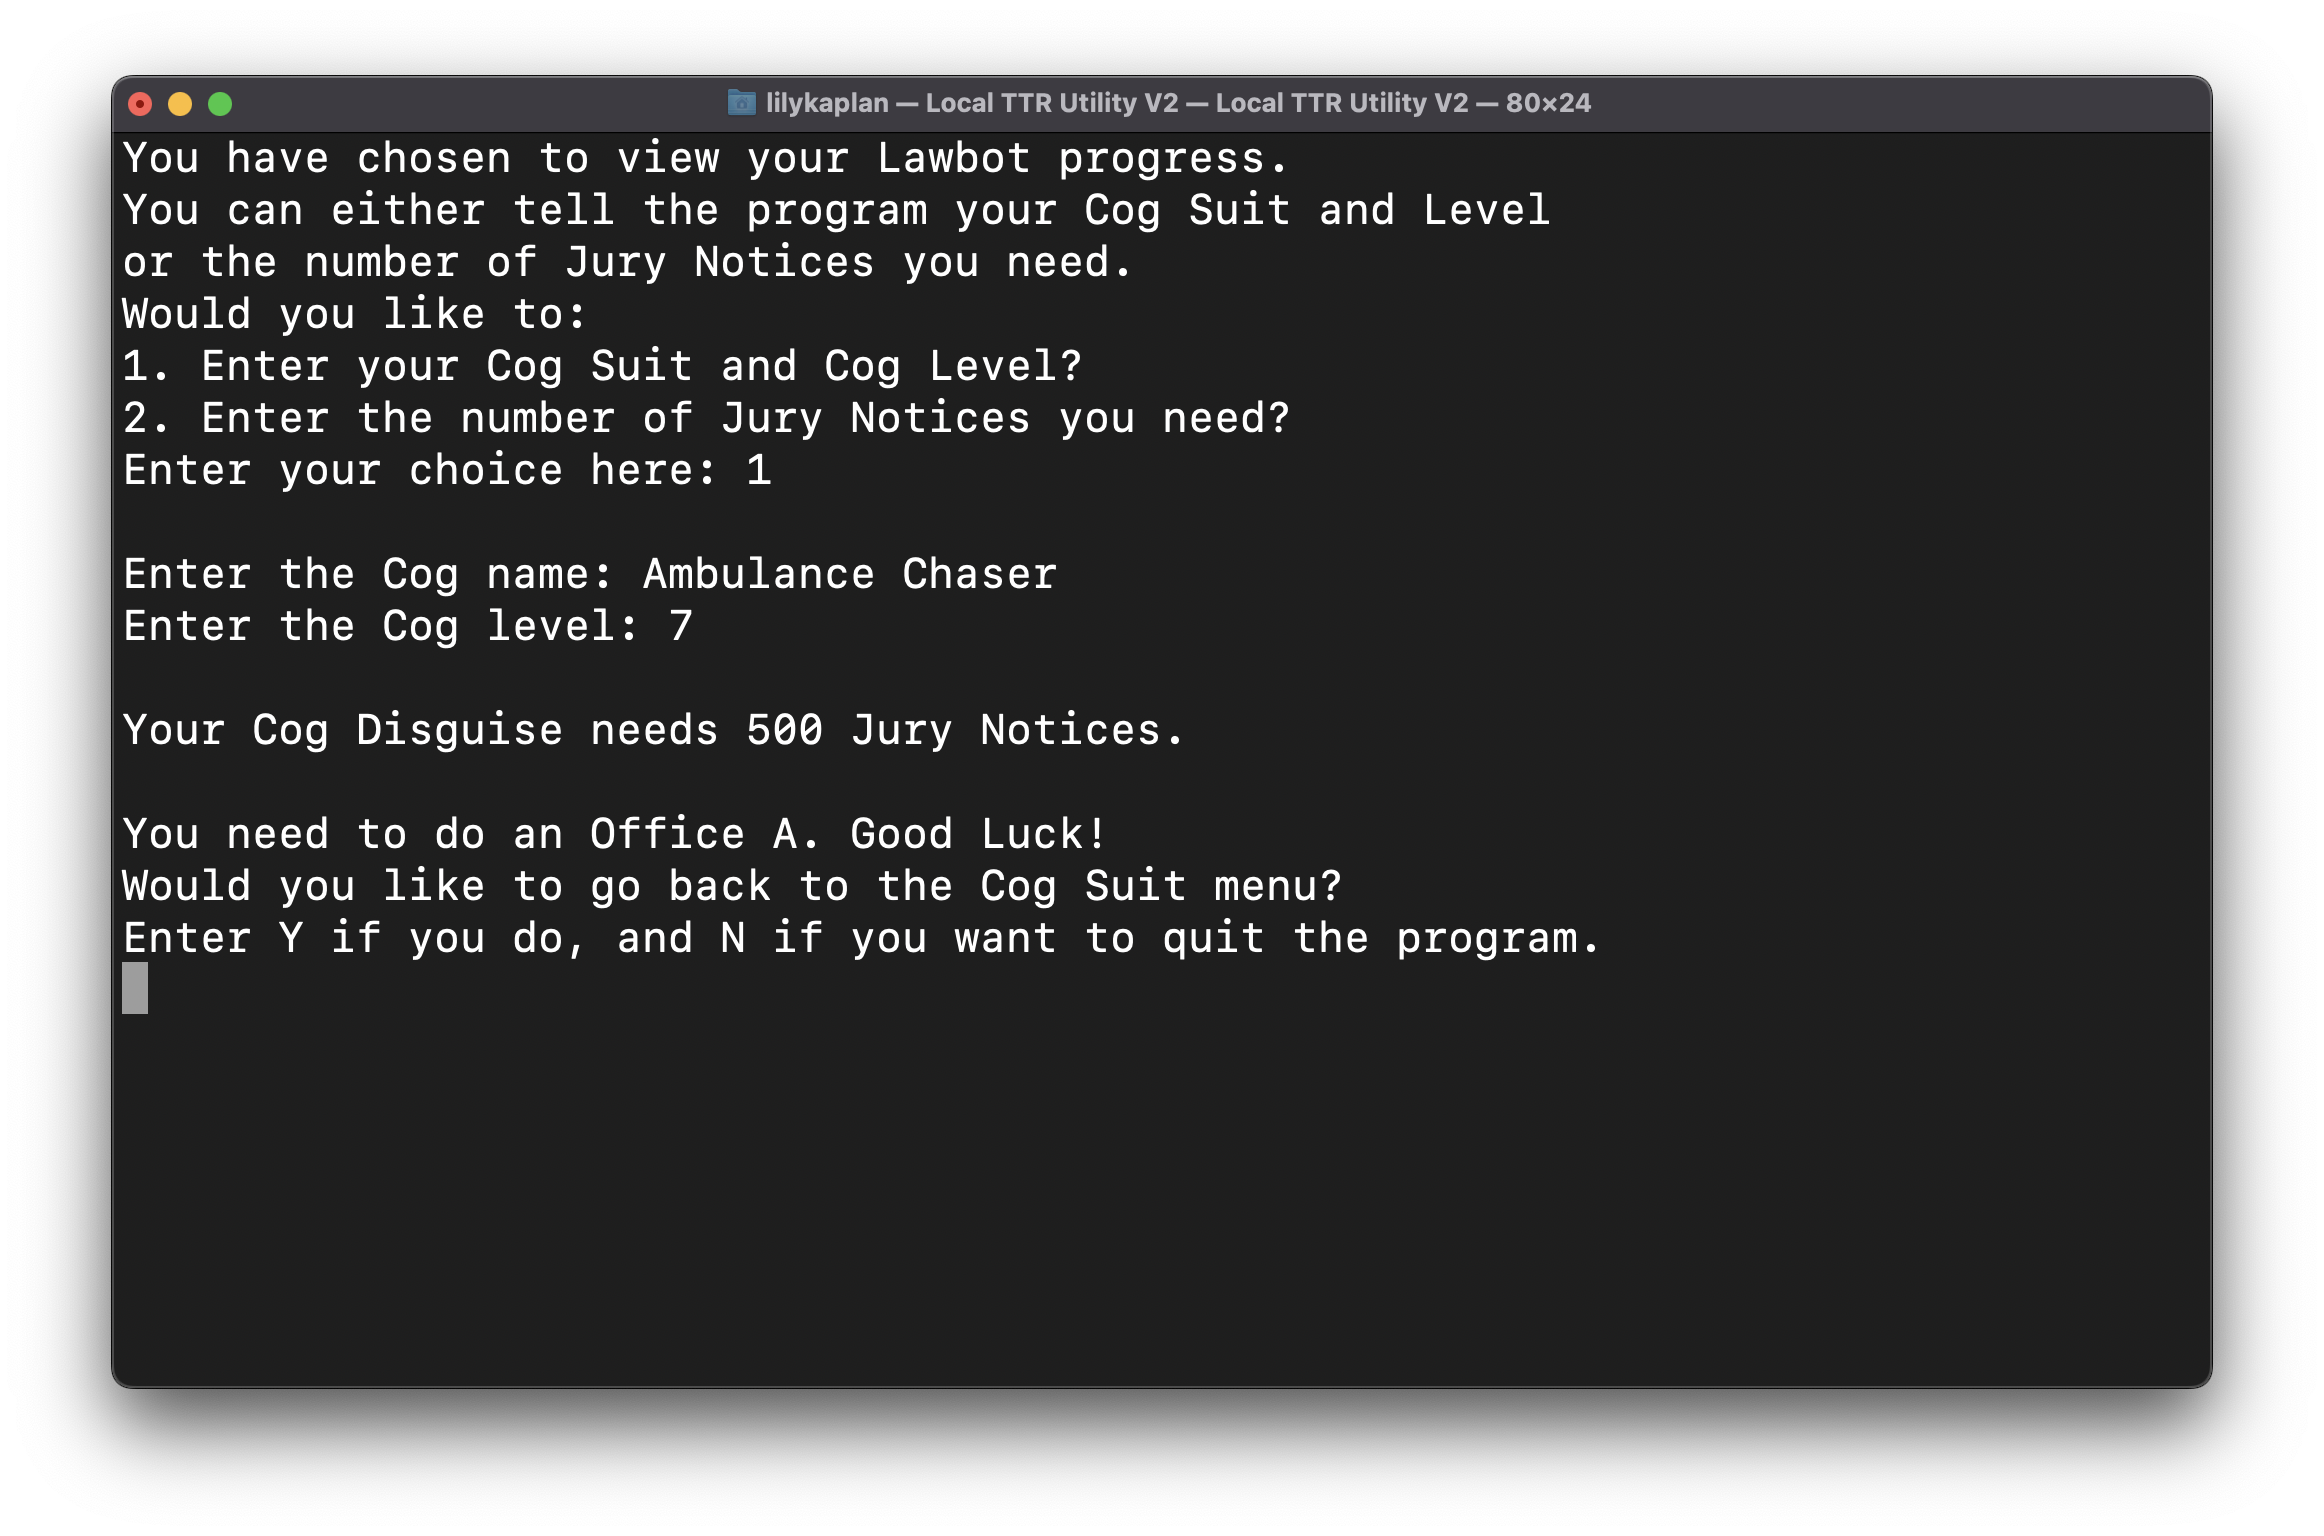 lilykaplan — Local TTR Utility V2 — Local TTR Utility V2 — 80×24
You have chosen to view your Lawbot progress.
You can either tell the program your Cog Suit and Level
or the number of Jury Notices you need.
Would you like to:
1. Enter your Cog Suit and Cog Level?
2. Enter the number of Jury Notices you need?
Enter your choice here: 1
Enter the Cog name: Ambulance Chaser
Enter the Cog level: 7
Your Cog Disguise needs 500 Jury Notices.
You need to do an Office A. Good Luck!
Would you like to go back to the Cog Suit menu?
Enter Y if you do, and N if you want to quit the program.